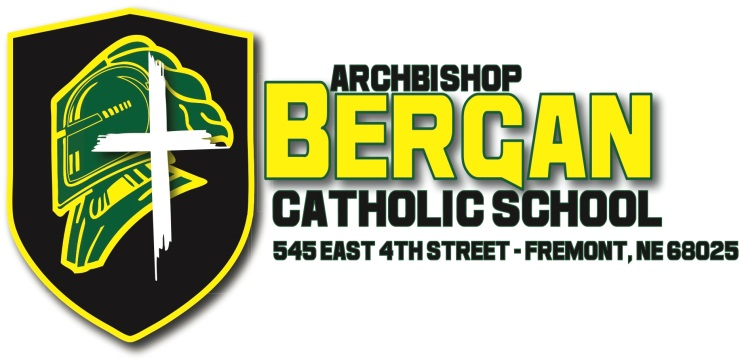 ARCHBISHOP
BERGAN
CATHOLIC SCHOOL
545 EAST 4TH STREET - FREMONT, NE 68025